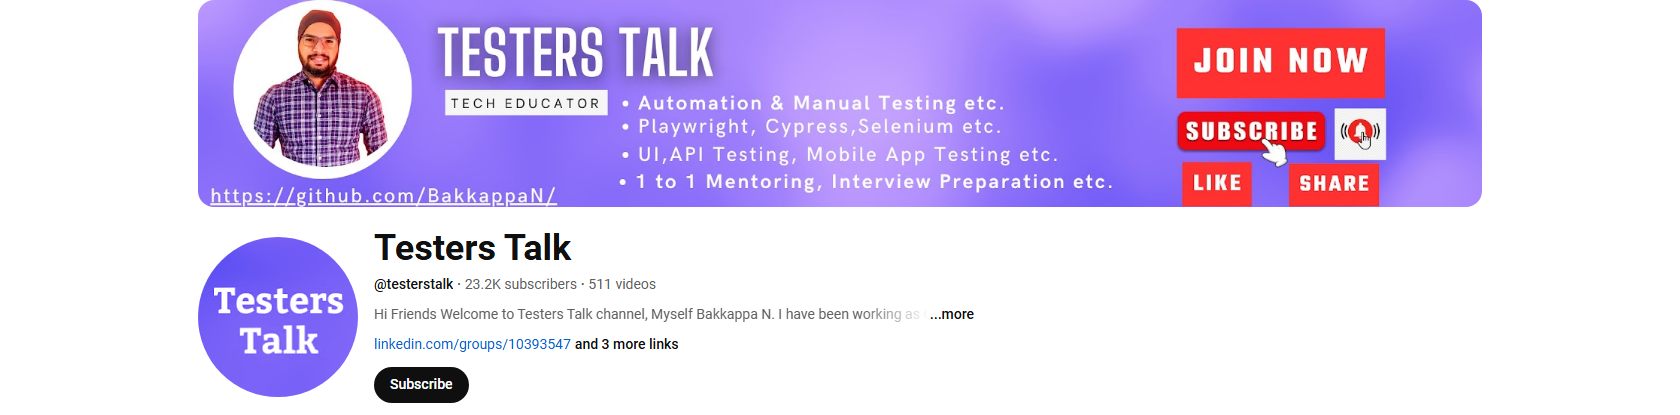 TESTERS TALK
TECH EDUCATOR
• Automation & Manual Testing etc.
• Playwright, Cypress,Selenium etc.
• UI,API Testing, Mobile App Testing etc.
• 1 to 1 Mentoring, Interview Preparation etc.
https://github.com/BakkappaN/
JOIN NOW
SUBSCRIBE
LIKE
SHARE
Testers
Talk
Testers Talk
@testerstalk · 23.2K subscribers · 511 videos
Hi Friends Welcome to Testers Talk channel, Myself Bakkappa N. I have been working as ...more
linkedin.com/groups/10393547 and 3 more links
Subscribe